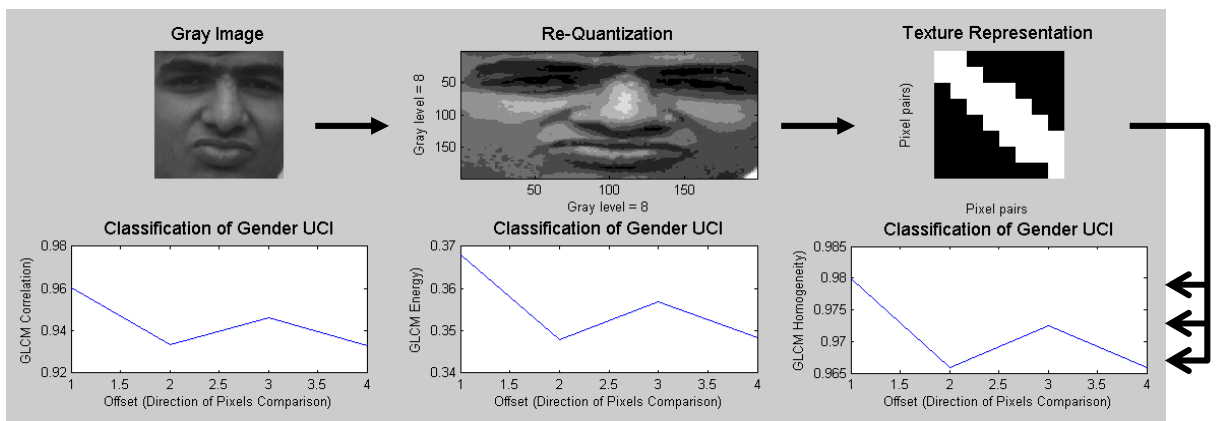 Gray Image
Re-Quantization
Texture Representation
Gray level = 8
50
100
150
50
100
150
Gray level = 8
Pixel pairs)
Pixel pairs
Classification of Gender UCI
GLCM Correlation)
0.98
0.96
0.94
0.92
1
1.5
2
2.5
3
3.5
4
Offset (Direction of Pixels Comparison)
Classification of Gender UCI
GLCM Energy)
0.37
0.36
0.35
0.34
1
1.5
2
2.5
3
3.5
4
Offset (Direction of Pixels Comparison)
Classification of Gender UCI
GLCM Homogeneity)
0.985
0.98
0.975
0.97
0.965
1
1.5
2
2.5
3
3.5
4
Offset (Direction of Pixels Comparison)